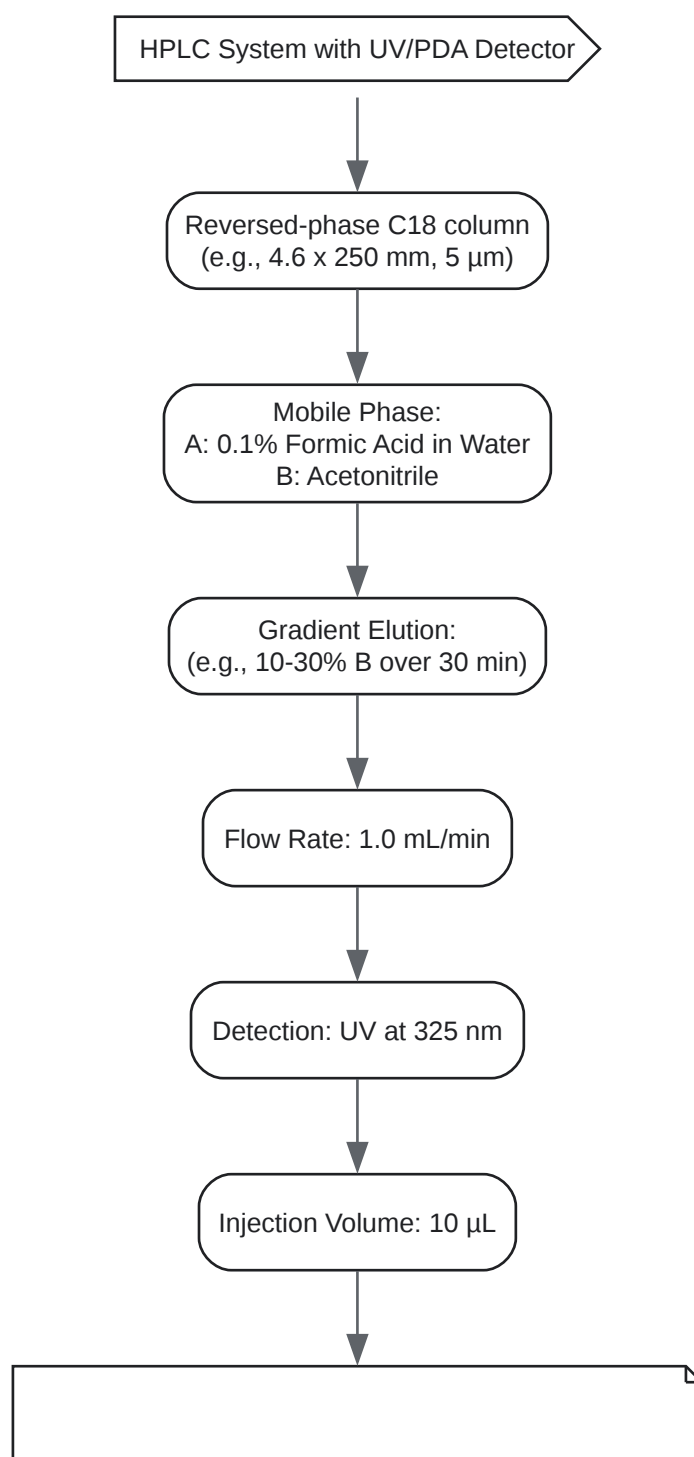 HPLC System with UV/PDA Detector
Reversed-phase C18 column
(e.g., 4.6 x 250 mm, 5 µm)
Mobile Phase:
A: 0.1% Formic Acid in Water
B: Acetonitrile
Gradient Elution:
(e.g., 10-30% B over 30 min)
Flow Rate: 1.0 mL/min
Detection: UV at 325 nm
Injection Volume: 10 µL